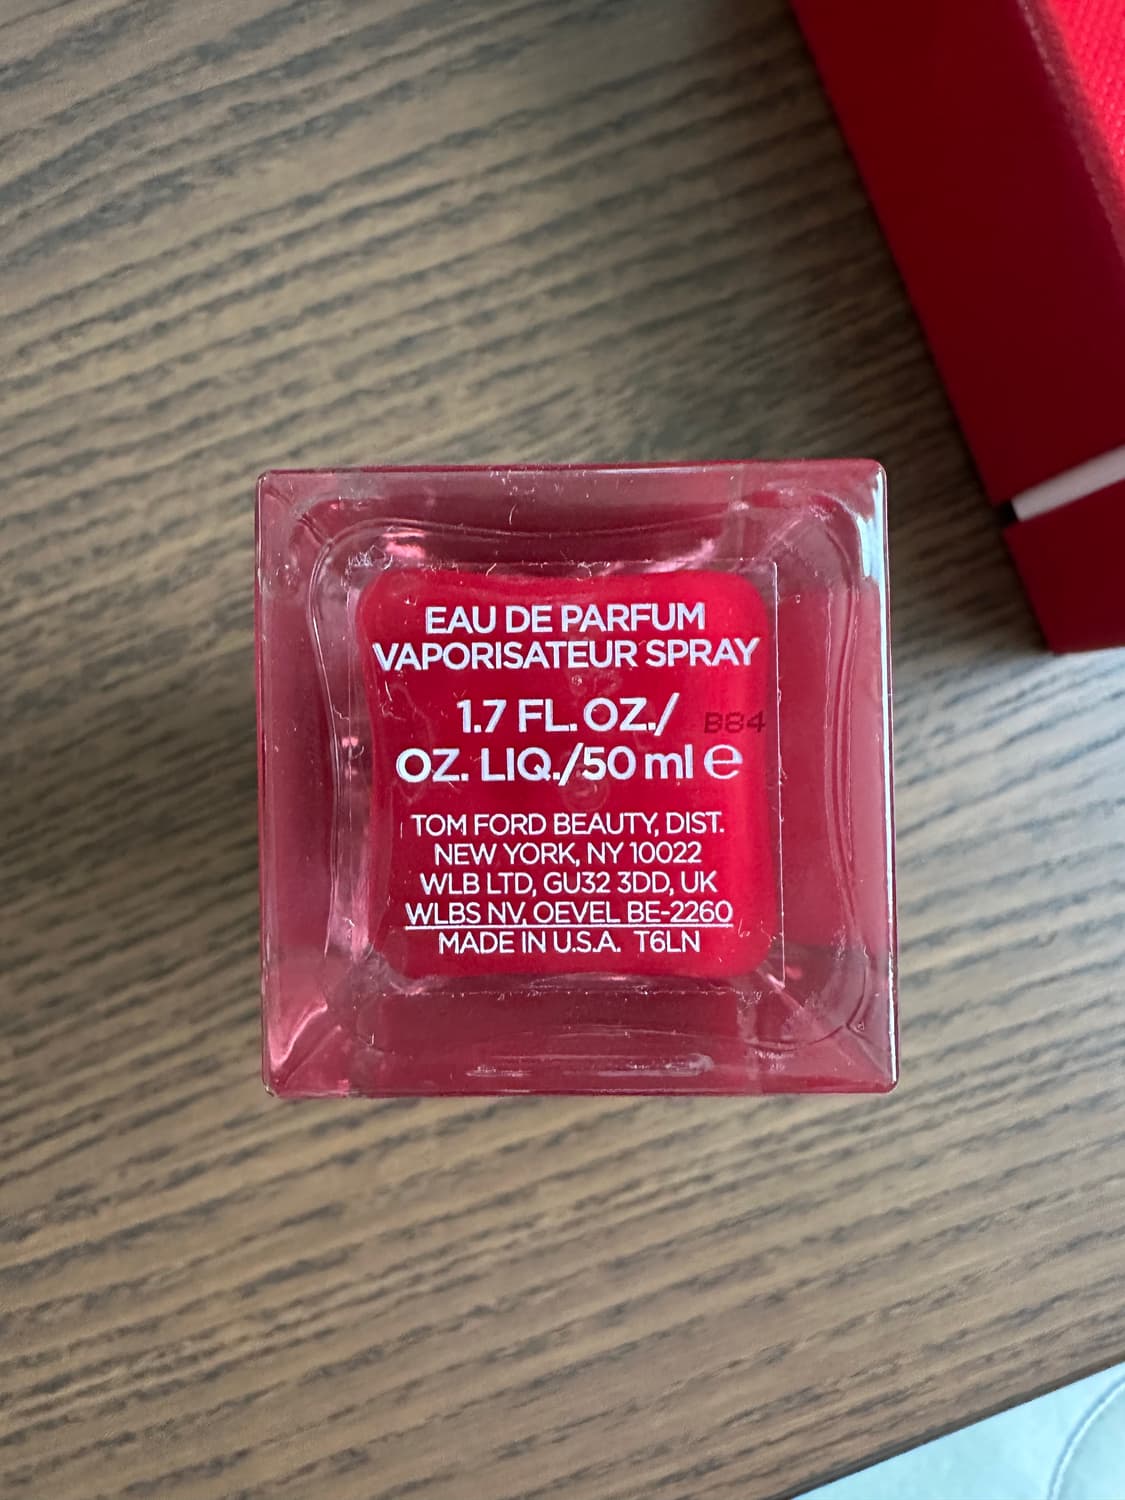 EAU DE PARFUM
VAPORISATEUR SPRAY
1.7 FL. OZ./
B84
OZ. LIQ./50 ml ℮
TOM FORD BEAUTY, DIST.
NEW YORK, NY 10022
WLB LTD, GU32 3DD, UK
WLBS NV, OEVEL BE-2260
MADE IN U.S.A. T6LN